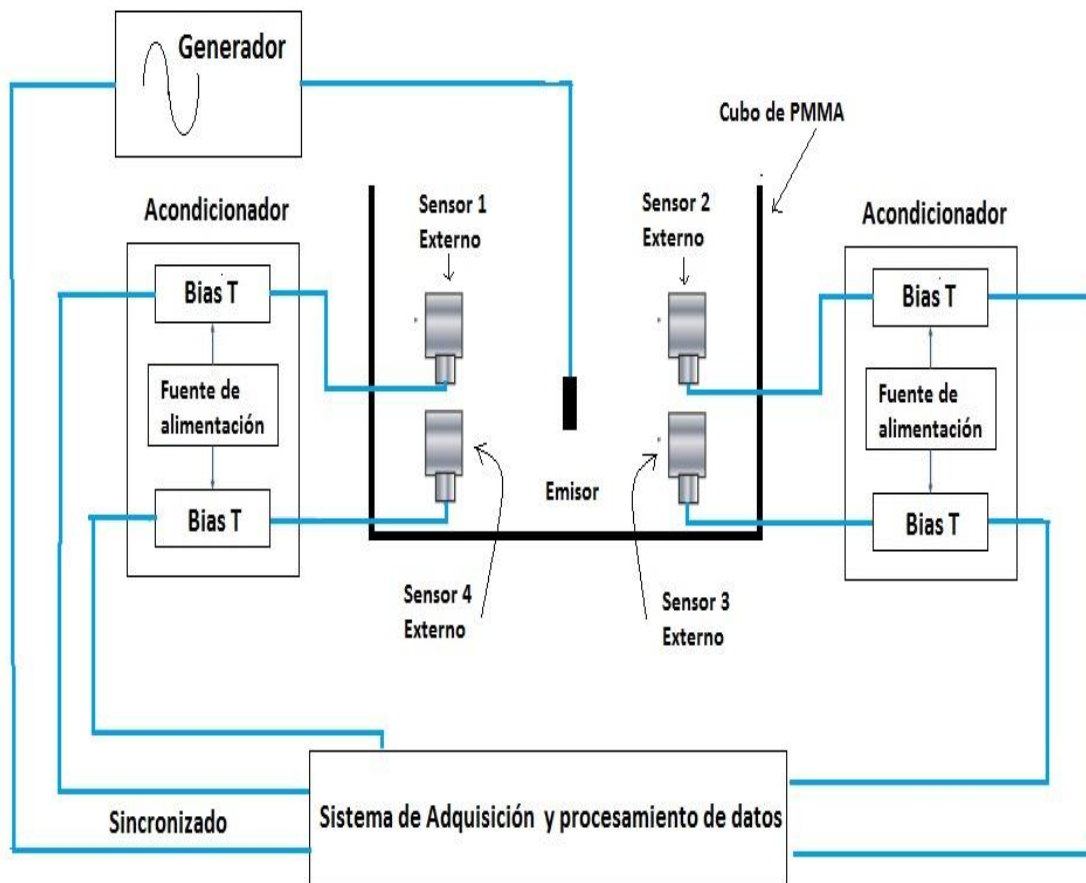 Generador
Cubo de PMMA
Acondicionador
Sensor 1
Externo
Sensor 2
Externo
Acondicionador
Bias T
Bias T
Fuente de
alimentación
Fuente de
alimentación
Emisor
Bias T
Bias T
Sensor 4
Externo
Sensor 3
Externo
Sincronizado
Sistema de Adquisición y procesamiento de datos